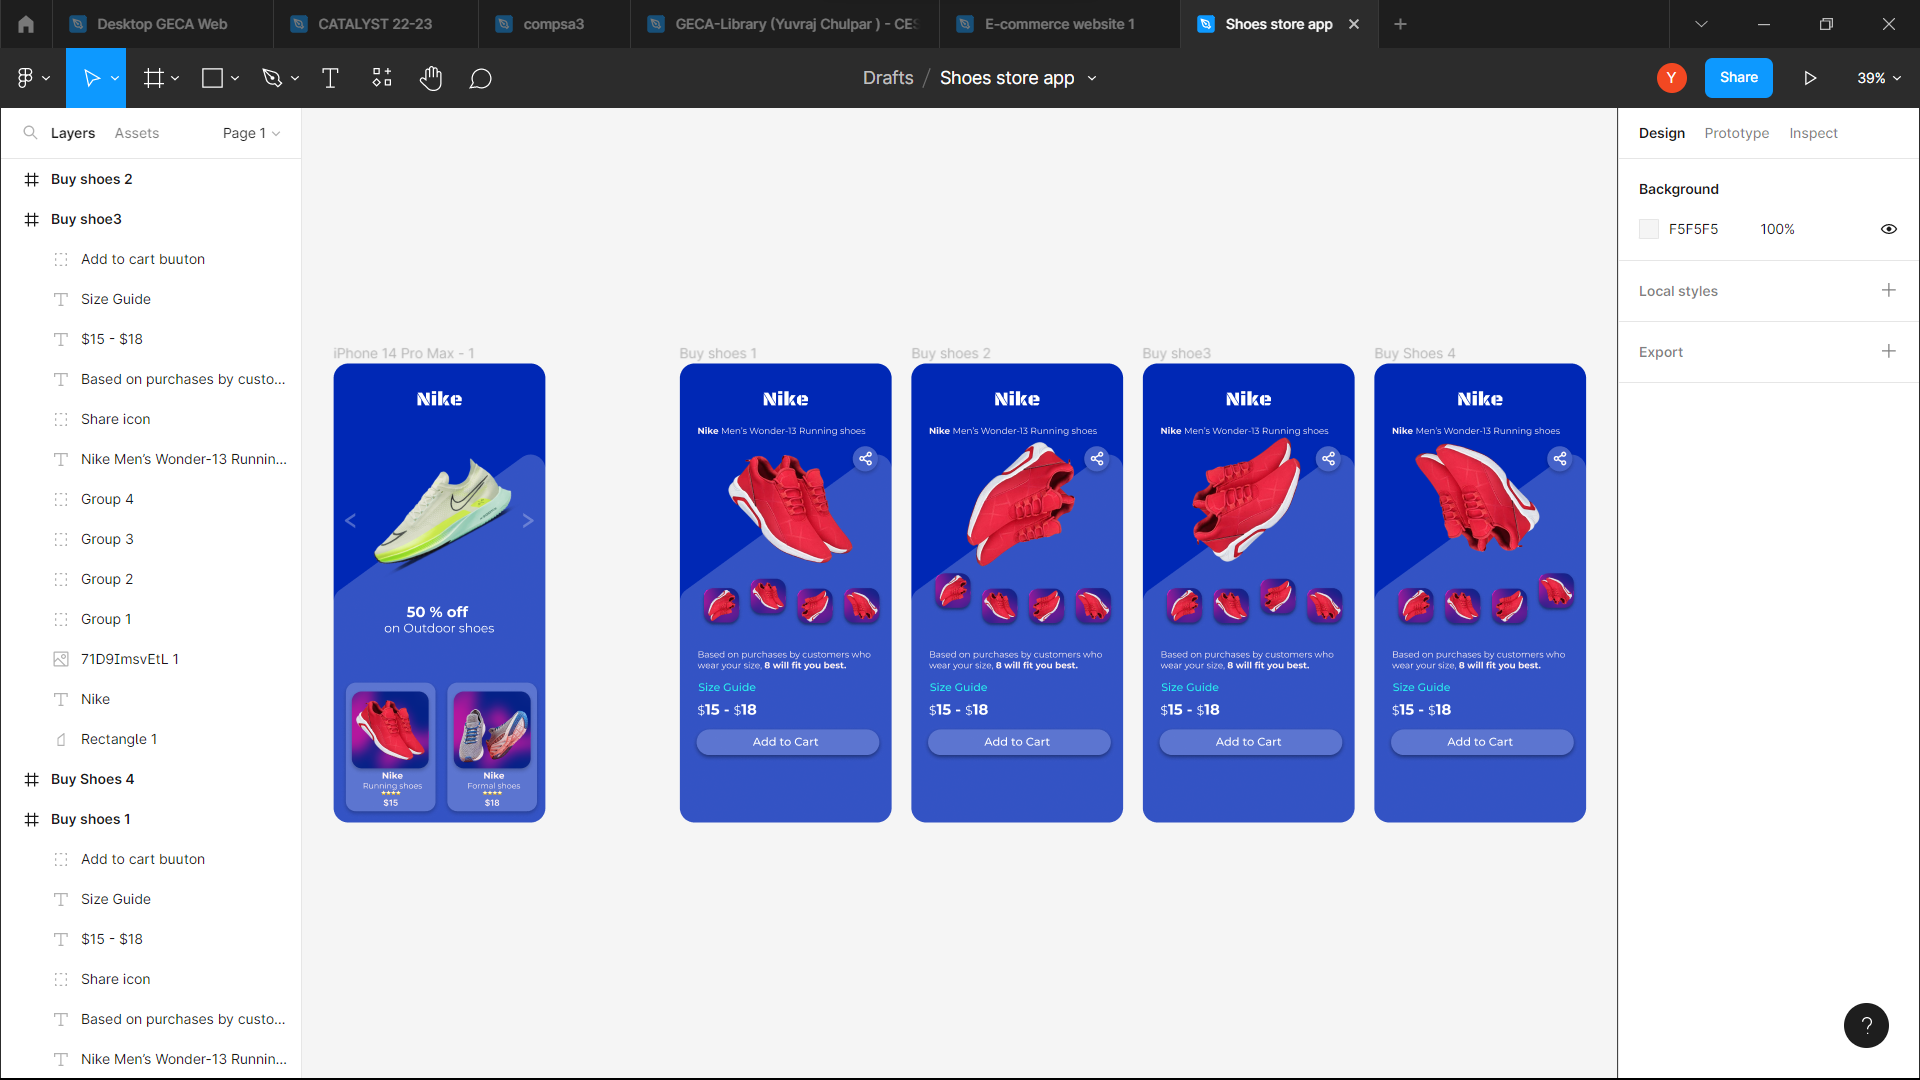 Desktop GECA Web
CATALYST 22-23
compsa3
GECA-Library (Yuvraj Chulpar ) - CES
E-commerce website 1
Shoes store app
Drafts / Shoes store app
Y
Share
39%
Layers
Assets
Page 1
Buy shoes 2
Buy shoe3
Add to cart buuton
Size Guide
$15 - $18
Based on purchases by custo...
Share icon
Nike Men's Wonder-13 Runnin...
Group 4
Group 3
Group 2
Group 1
71D9ImsvEtL 1
Nike
Rectangle 1
Buy Shoes 4
Buy shoes 1
Add to cart buuton
Size Guide
$15 - $18
Share icon
Based on purchases by custo...
Nike Men's Wonder-13 Runnin...
iPhone 14 Pro Max - 1
Nike
<
>
50 % off
on Outdoor shoes
Nike
Running shoes
$15
Nike
Formal shoes
$18
Buy shoes 1
Nike
Nike Men's Wonder-13 Running shoes
Based on purchases by customers who
wear your size, 8 will fit you best.
Size Guide
$15 - $18
Add to Cart
Buy shoes 2
Nike
Nike Men's Wonder-13 Running shoes
Based on purchases by customers who
wear your size, 8 will fit you best.
Size Guide
$15 - $18
Add to Cart
Buy shoe3
Nike
Nike Men's Wonder-13 Running shoes
Based on purchases by customers who
wear your size, 8 will fit you best.
Size Guide
$15 - $18
Add to Cart
Buy Shoes 4
Nike
Nike Men's Wonder-13 Running shoes
Based on purchases by customers who
wear your size, 8 will fit you best.
Size Guide
$15 - $18
Add to Cart
Design
Prototype
Inspect
Background
F5F5F5
100%
Local styles
Export
?